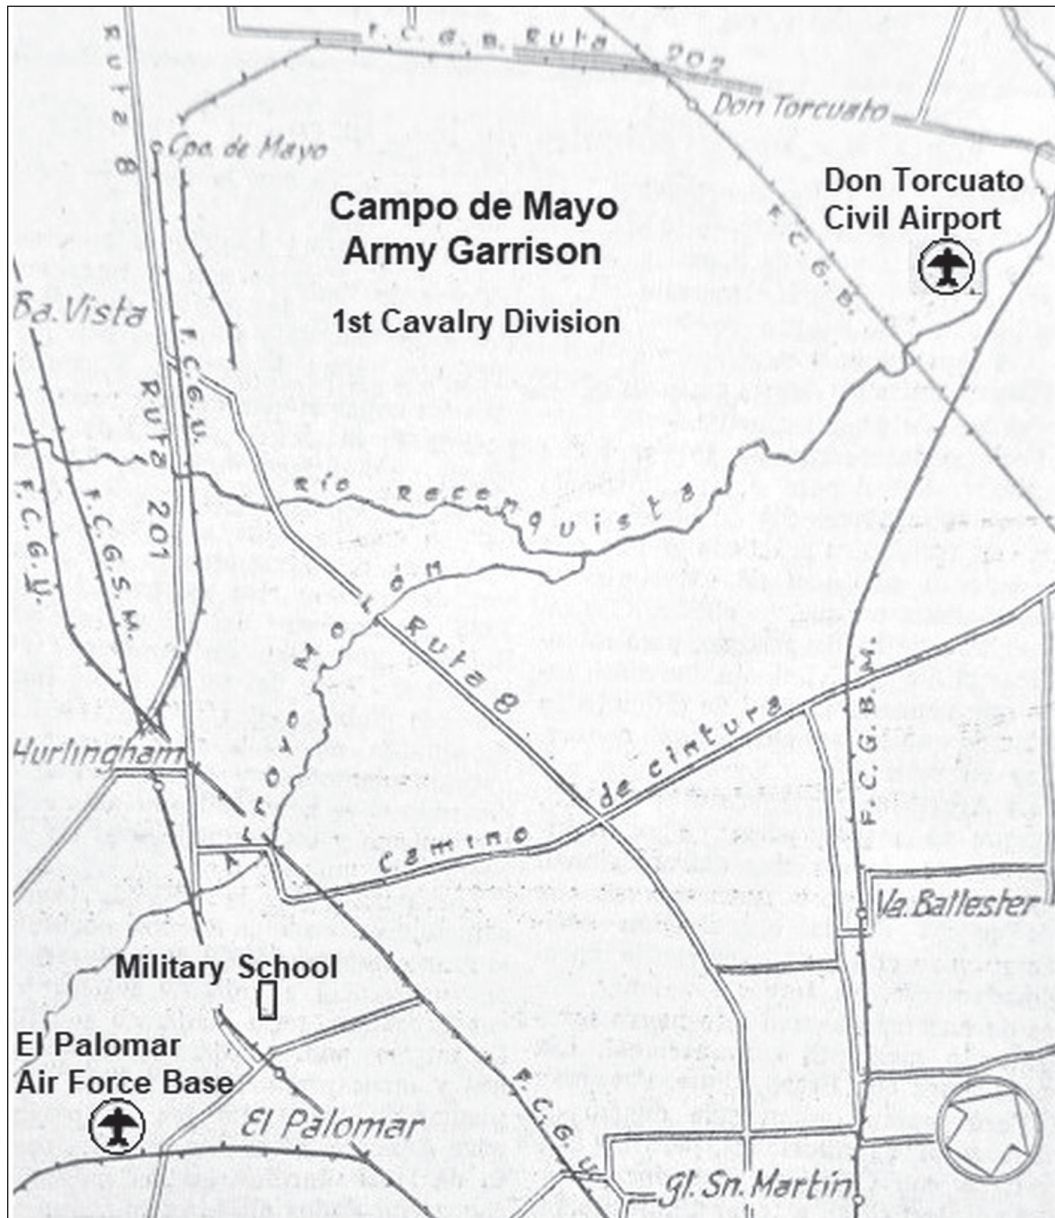 F. C. G. B. Ruta 202
Ruta 8
Don Torcuato
Cpo. de Mayo
Don Torcuato
Civil Airport
Campo de Mayo
Army Garrison
1st Cavalry Division
F. C. G. B.
Ba. Vista
F. C. G. U.
Ruta 201
Río Reconquista
F. C. G. U.
F. C. G. S. M.
Arroyo Morón
Ruta 8
Camino de cintura
F. C. G. B. M.
Hurlingham
Va. Ballester
Military School
El Palomar
Air Force Base
El Palomar
F. C. G. U.
gl. Sn. Martín